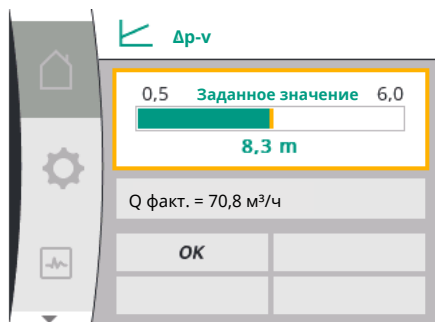 Δp-v
0,5 Заданное значение 6,0
8,3 m
Q факт. = 70,8 м³/ч
OK